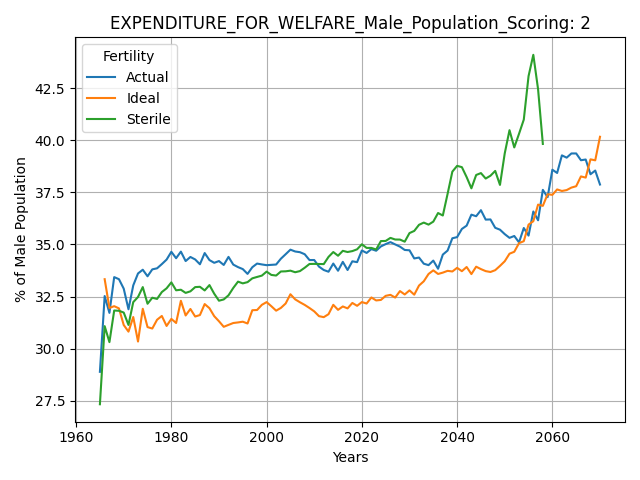 EXPENDITURE_FOR_WELFARE_Male_Population_Scoring: 2
Fertility
Actual
Ideal
Sterile
42.5
40.0
37.5
35.0
32.5
30.0
27.5
% of Male Population
1960
1980
2000
2020
2040
2060
Years